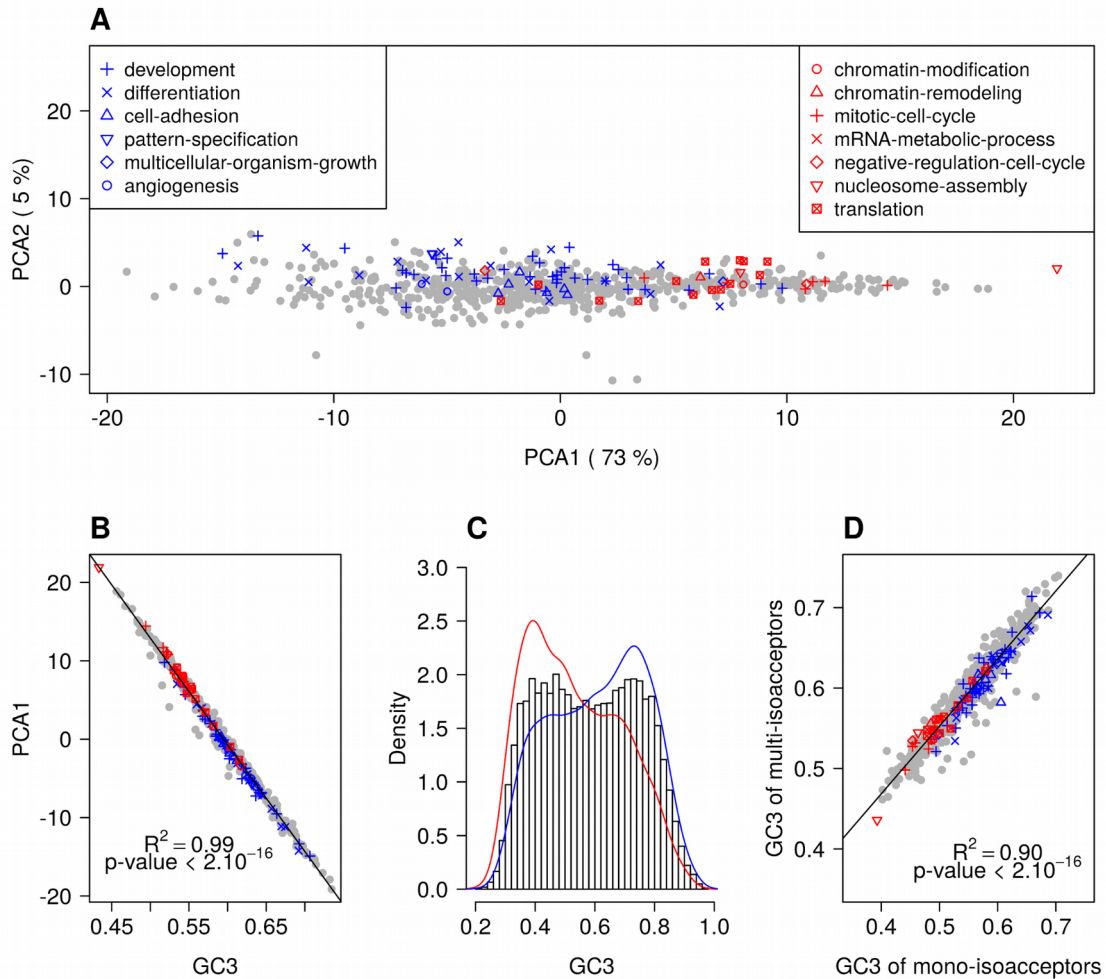 A
development
differentiation
cell-adhesion
pattern-specification
multicellular-organism-growth
angiogenesis
chromatin-modification
chromatin-remodeling
mitotic-cell-cycle
mRNA-metabolic-process
negative-regulation-cell-cycle
nucleosome-assembly
translation
PCA2 ( 5 %)
20
10
0
-10
-20 -10 0 10 20
PCA1 ( 73 %)
B
PCA1
20
10
0
-10
-20
R² = 0.99
p-value < 2.10⁻¹⁶
0.45 0.55 0.65
GC3
C
Density
3.0
2.5
2.0
1.5
1.0
0.5
0.0
0.2 0.4 0.6 0.8 1.0
GC3
D
GC3 of multi-isoacceptors
0.7
0.6
0.5
0.4
R² = 0.90
p-value < 2.10⁻¹⁶
0.4 0.5 0.6 0.7
GC3 of mono-isoacceptors